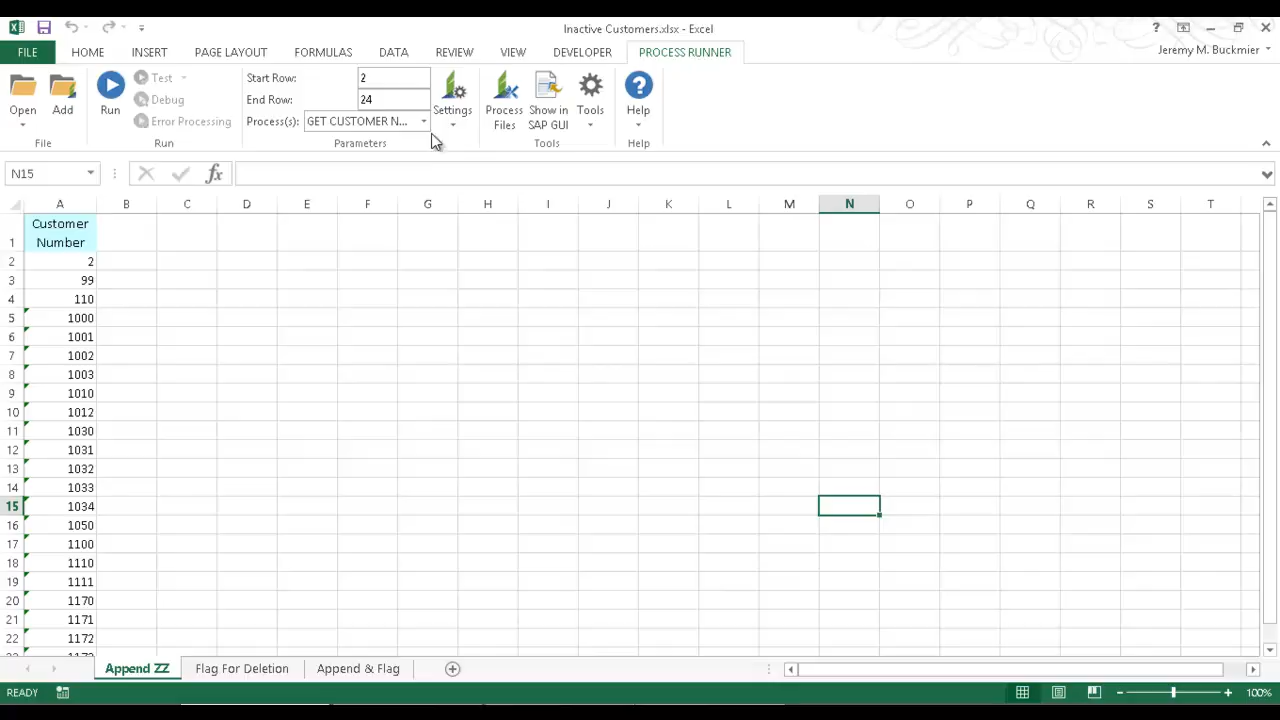 Inactive Customers.xlsx - Excel
?
FILE HOME INSERT PAGE LAYOUT FORMULAS DATA REVIEW VIEW DEVELOPER PROCESS RUNNER
Jeremy M. Buckmier
Open Add Run Test Debug Error Processing
Start Row: 2
End Row: 24
Process(s): GET CUSTOMER N...
Settings Process Files Show in SAP GUI Tools Help
File Run Parameters Tools Help
N15 fx
A B C D E F G H I J K L M N O P Q R S T
1 Customer Number
2 2
3 99
4 110
5 1000
6 1001
7 1002
8 1003
9 1010
10 1012
11 1030
12 1031
13 1032
14 1033
15 1034
16 1050
17 1100
18 1110
19 1111
20 1170
21 1171
22 1172
Append ZZ Flag For Deletion Append & Flag
READY 100%